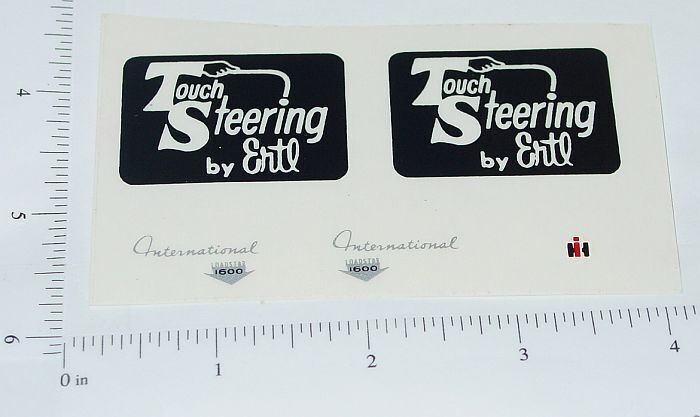 Touch
Steering
by Ertl
Touch
Steering
by Ertl
International
LOADSTAR
1600
International
LOADSTAR
1600
IH
4
5
6
0 in
1
2
3
4